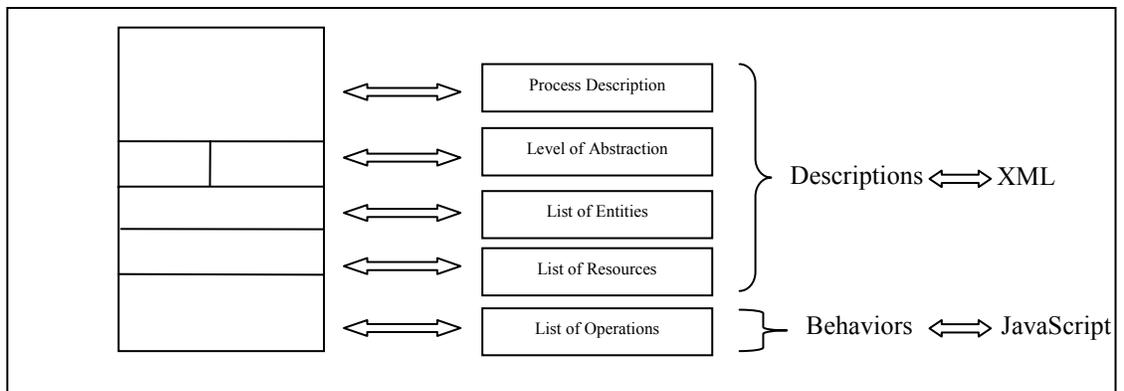 Process Description
Level of Abstraction
List of Entities
List of Resources
List of Operations
Descriptions
XML
Behaviors
JavaScript